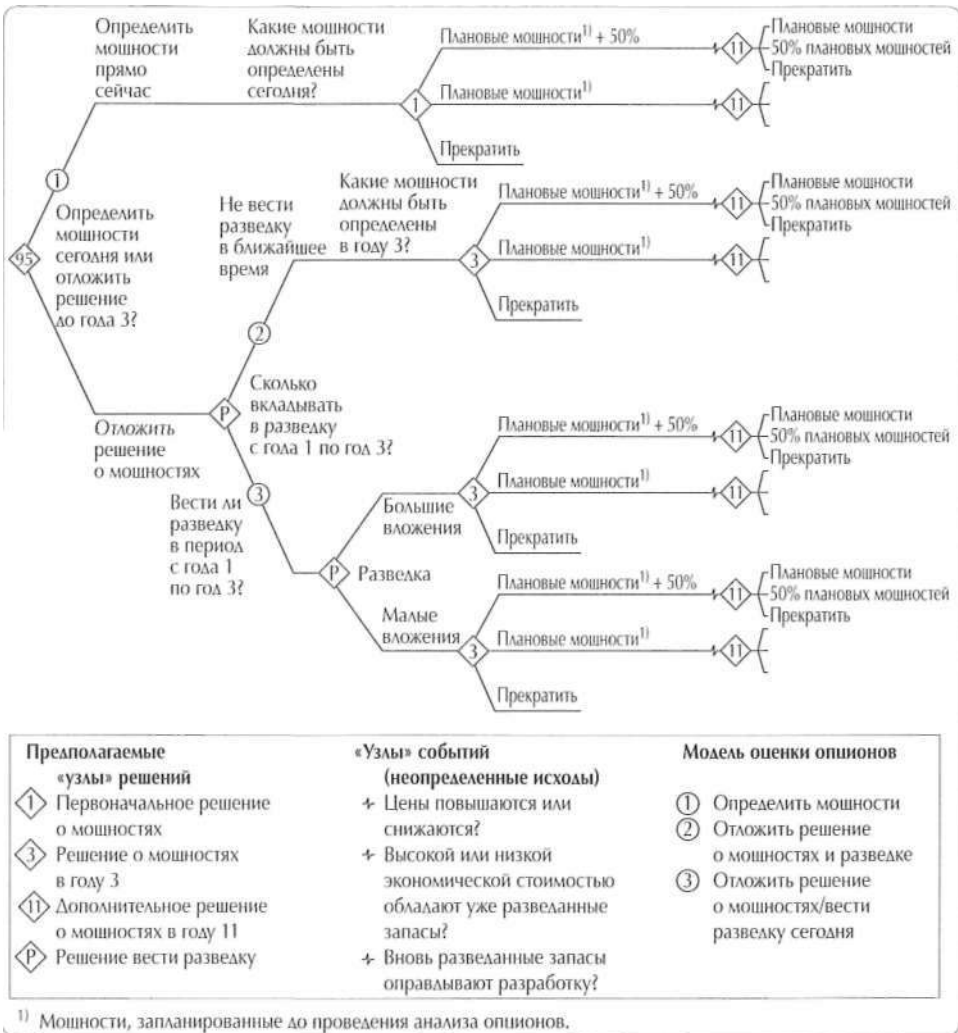 Определить
мощности
прямо
сейчас
Какие мощности
должны быть
определены
сегодня?
Плановые мощности1) + 50%
11
Плановые мощности
50% плановых мощностей
Прекратить
1
Плановые мощности1)
11
Прекратить
1
95
Определить
мощности
сегодня или
отложить
решение
до года 3?
Не вести
разведку
в ближайшее
время
Какие мощности
должны быть
определены
в году 3?
Плановые мощности1) + 50%
11
Плановые мощности
50% плановых мощностей
Прекратить
3
Плановые мощности1)
11
Прекратить
2
Отложить
решение
о мощностях
Р
Сколько
вкладывать
в разведку
с года 1 по год 3?
3
Вести ли
разведку
в период
с года 1
по год 3?
Р
Разведка
Большие
вложения
Плановые мощности1) + 50%
11
Плановые мощности
50% плановых мощностей
Прекратить
3
Плановые мощности1)
11
Прекратить
Малые
вложения
Плановые мощности1) + 50%
11
Плановые мощности
50% плановых мощностей
Прекратить
3
Плановые мощности1)
11
Прекратить
Предполагаемые
«узлы» решений
1 Первоначальное решение
о мощностях
3 Решение о мощностях
в году 3
11 Дополнительное решение
о мощностях в году 11
Р Решение вести разведку
«Узлы» событий
(неопределенные исходы)
Цены повышаются или
снижаются?
Высокой или низкой
экономической стоимостью
обладают уже разведанные
запасы?
Вновь разведанные запасы
оправдывают разработку?
Модель оценки опционов
1 Определить мощности
2 Отложить решение
о мощностях и разведке
3 Отложить решение
о мощностях/вести
разведку сегодня
1) Мощности, запланированные до проведения анализа опционов.